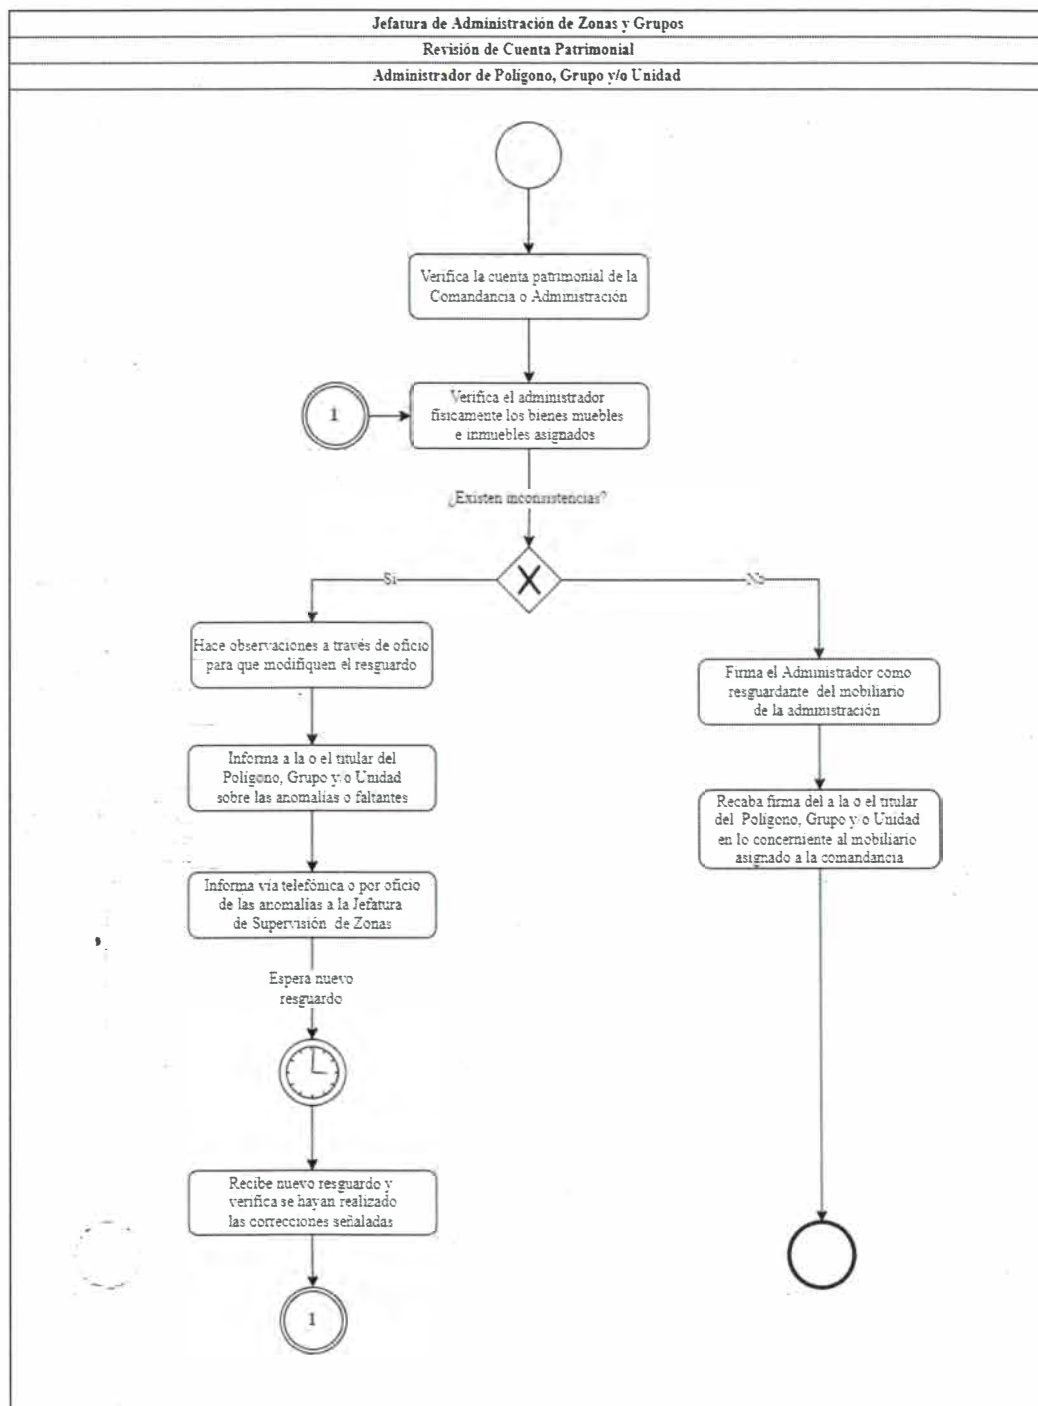 Jefatura de Administración de Zonas y Grupos
Revisión de Cuenta Patrimonial
Administrador de Polígono, Grupo y/o Unidad
Verifica la cuenta patrimonial de la
Comandancia o Administración
1
Verifica el administrador
físicamente los bienes muebles
e inmuebles asignados
¿Existen inconsistencias?
Si
No
Hace observaciones a través de oficio
para que modifiquen el resguardo
Firma el Administrador como
resguardante del mobiliario
de la administración
Informa a la o el titular del
Polígono, Grupo y/o Unidad
sobre las anomalías o faltantes
Recaba firma del a la o el titular
del Polígono, Grupo y/o Unidad
en lo concerniente al mobiliario
asignado a la comandancia
Informa vía telefónica o por oficio
de las anomalías a la Jefatura
de Supervisión de Zonas
Espera nuevo
resguardo
Recibe nuevo resguardo y
verifica se hayan realizado
las correcciones señaladas
1